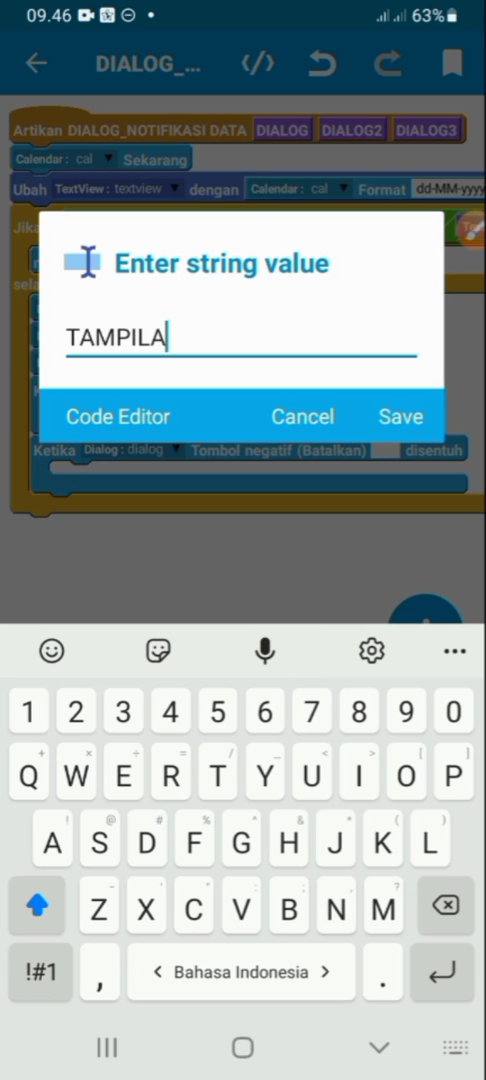 09.46 63%
DIALOG_... </>
Artikan DIALOG_NOTIFIKASI DATA DIALOG DIALOG2 DIALOG3
Calendar: cal Sekarang
Ubah TextView: textview dengan Calendar: cal Format dd-MM-yyyy
Jika
sela
Enter string value
TAMPILA
Code Editor Cancel Save
Ketika Dialog: dialog Tombol negatif (Batalkan) disentuh
1 2 3 4 5 6 7 8 9 0
Q W E R T Y U I O P
A S D F G H J K L
Z X C V B N M
!#1 , < Bahasa Indonesia > .